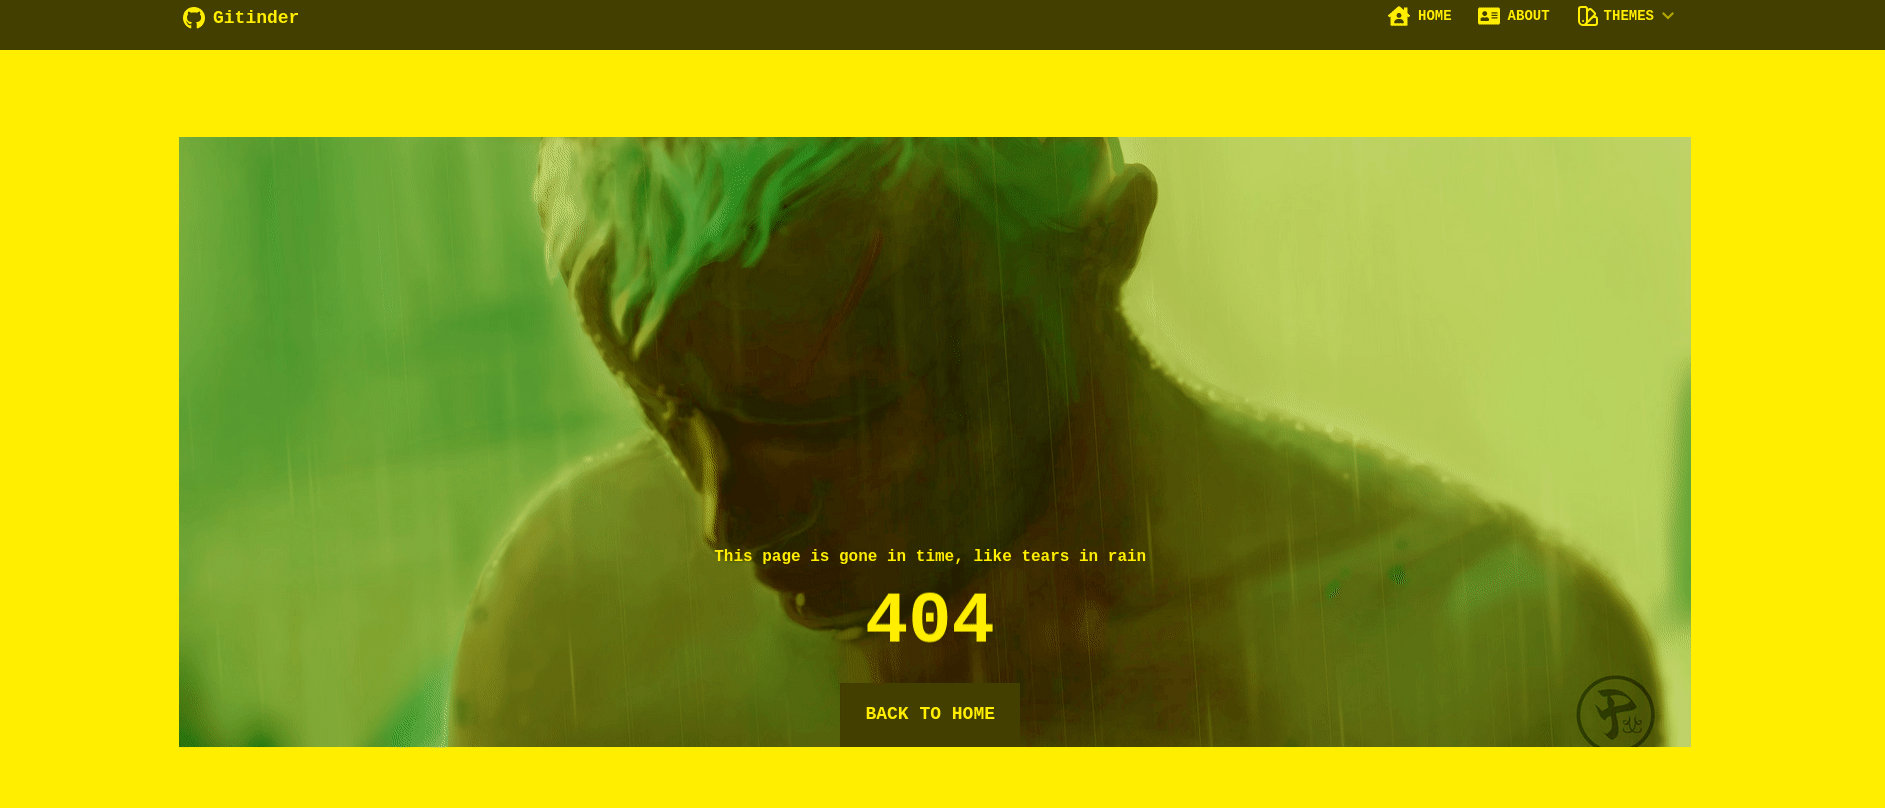 Gitinder
HOME
ABOUT
THEMES
This page is gone in time, like tears in rain
404
BACK TO HOME